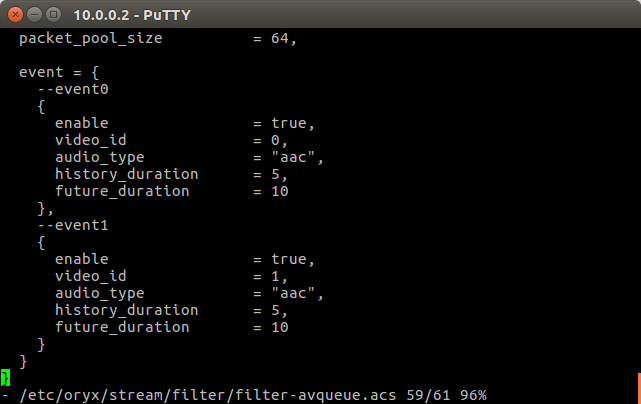 10.0.0.2 - PuTTY
packet_pool_size          = 64,
event = {
--event0
{
enable                = true,
video_id              = 0,
audio_type            = "aac",
history_duration      = 5,
future_duration       = 10
},
--event1
{
enable                = true,
video_id              = 1,
audio_type            = "aac",
history_duration      = 5,
future_duration       = 10
}
}
}
- /etc/oryx/stream/filter/filter-avqueue.acs 59/61 96%